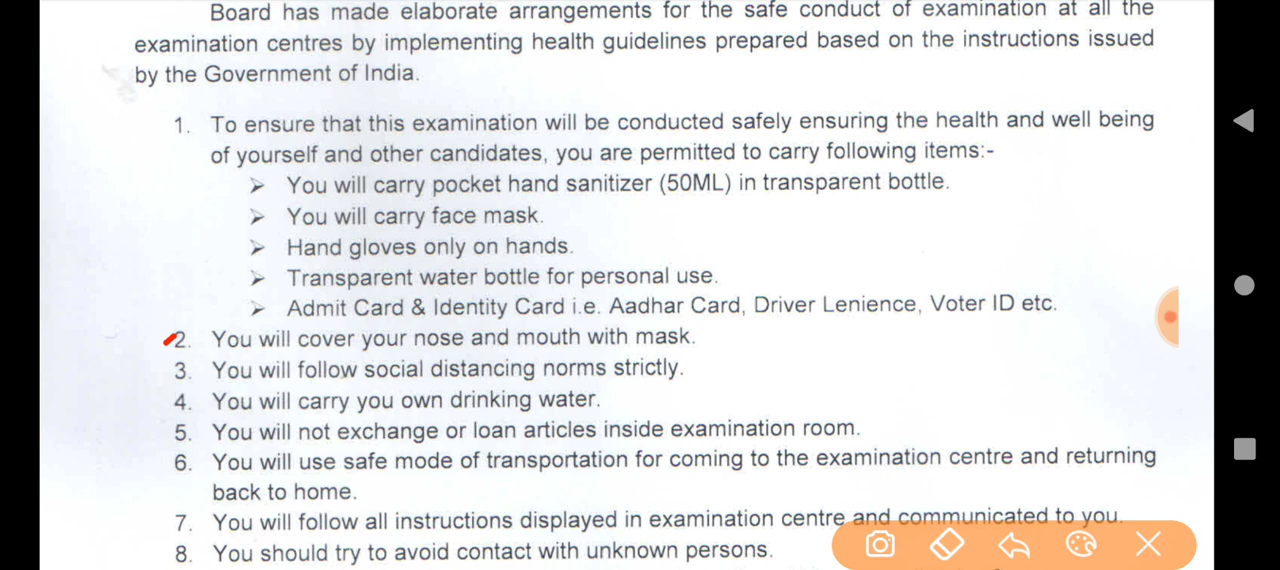 Board has made elaborate arrangements for the safe conduct of examination at all the
examination centres by implementing health guidelines prepared based on the instructions issued
by the Government of India.
1. To ensure that this examination will be conducted safely ensuring the health and well being
of yourself and other candidates, you are permitted to carry following items:-
➢ You will carry pocket hand sanitizer (50ML) in transparent bottle.
➢ You will carry face mask.
➢ Hand gloves only on hands.
➢ Transparent water bottle for personal use.
➢ Admit Card & Identity Card i.e. Aadhar Card, Driver Lenience, Voter ID etc.
2. You will cover your nose and mouth with mask.
3. You will follow social distancing norms strictly.
4. You will carry you own drinking water.
5. You will not exchange or loan articles inside examination room.
6. You will use safe mode of transportation for coming to the examination centre and returning
back to home.
7. You will follow all instructions displayed in examination centre and communicated to you.
8. You should try to avoid contact with unknown persons.